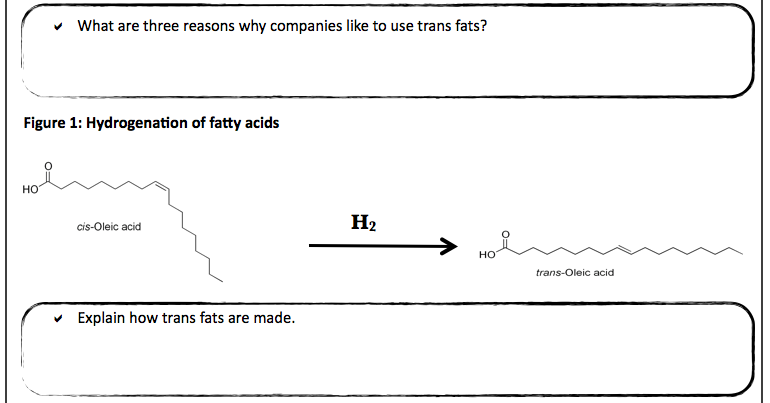 ✔ What are three reasons why companies like to use trans fats?
Figure 1: Hydrogenation of fatty acids
O
HO
cis-Oleic acid
H₂
O
HO
trans-Oleic acid
✔ Explain how trans fats are made.